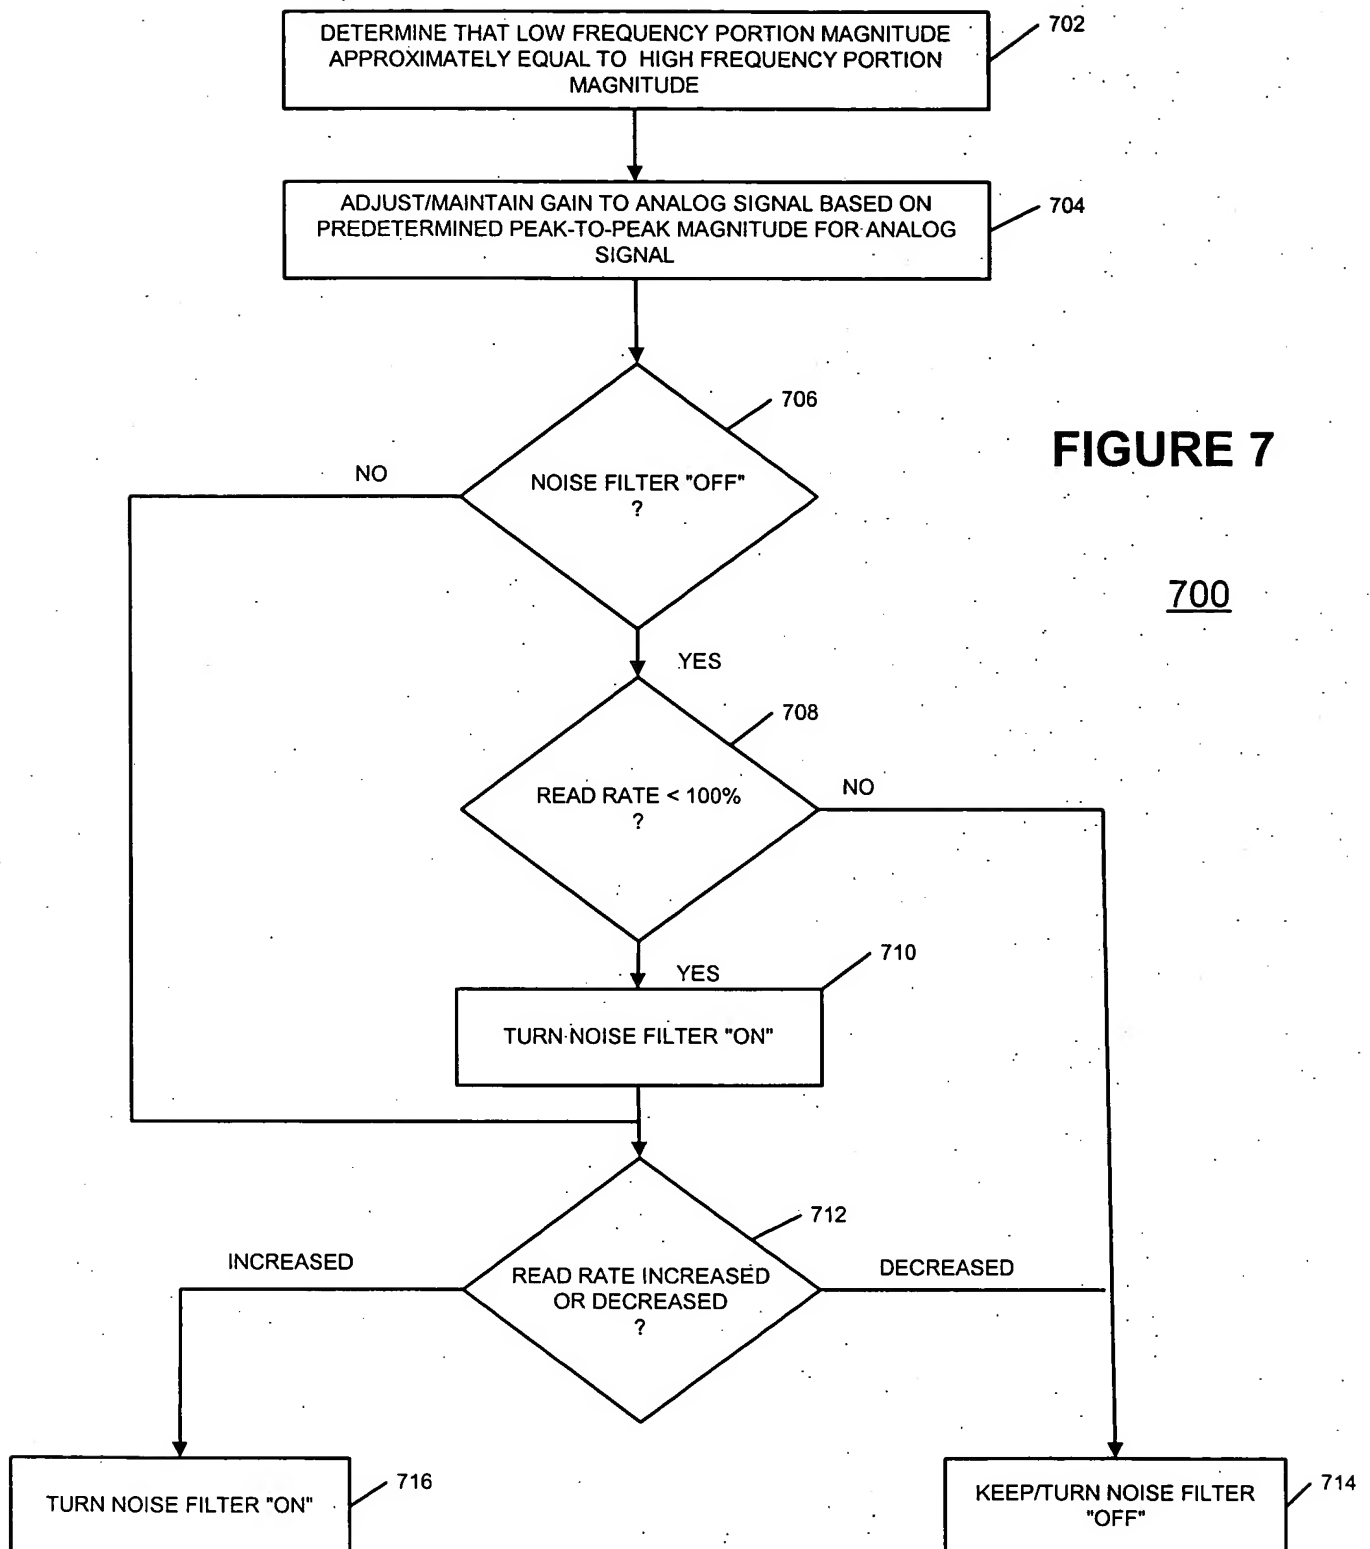 DETERMINE THAT LOW FREQUENCY PORTION MAGNITUDE
APPROXIMATELY EQUAL TO HIGH FREQUENCY PORTION
MAGNITUDE
702
ADJUST/MAINTAIN GAIN TO ANALOG SIGNAL BASED ON
PREDETERMINED PEAK-TO-PEAK MAGNITUDE FOR ANALOG
SIGNAL
704
706
FIGURE 7
NO
NOISE FILTER "OFF"
?
700
YES
708
READ RATE < 100%
?
NO
YES
710
TURN NOISE FILTER "ON"
712
INCREASED
READ RATE INCREASED
OR DECREASED
?
DECREASED
TURN NOISE FILTER "ON"
716
KEEP/TURN NOISE FILTER
"OFF"
714